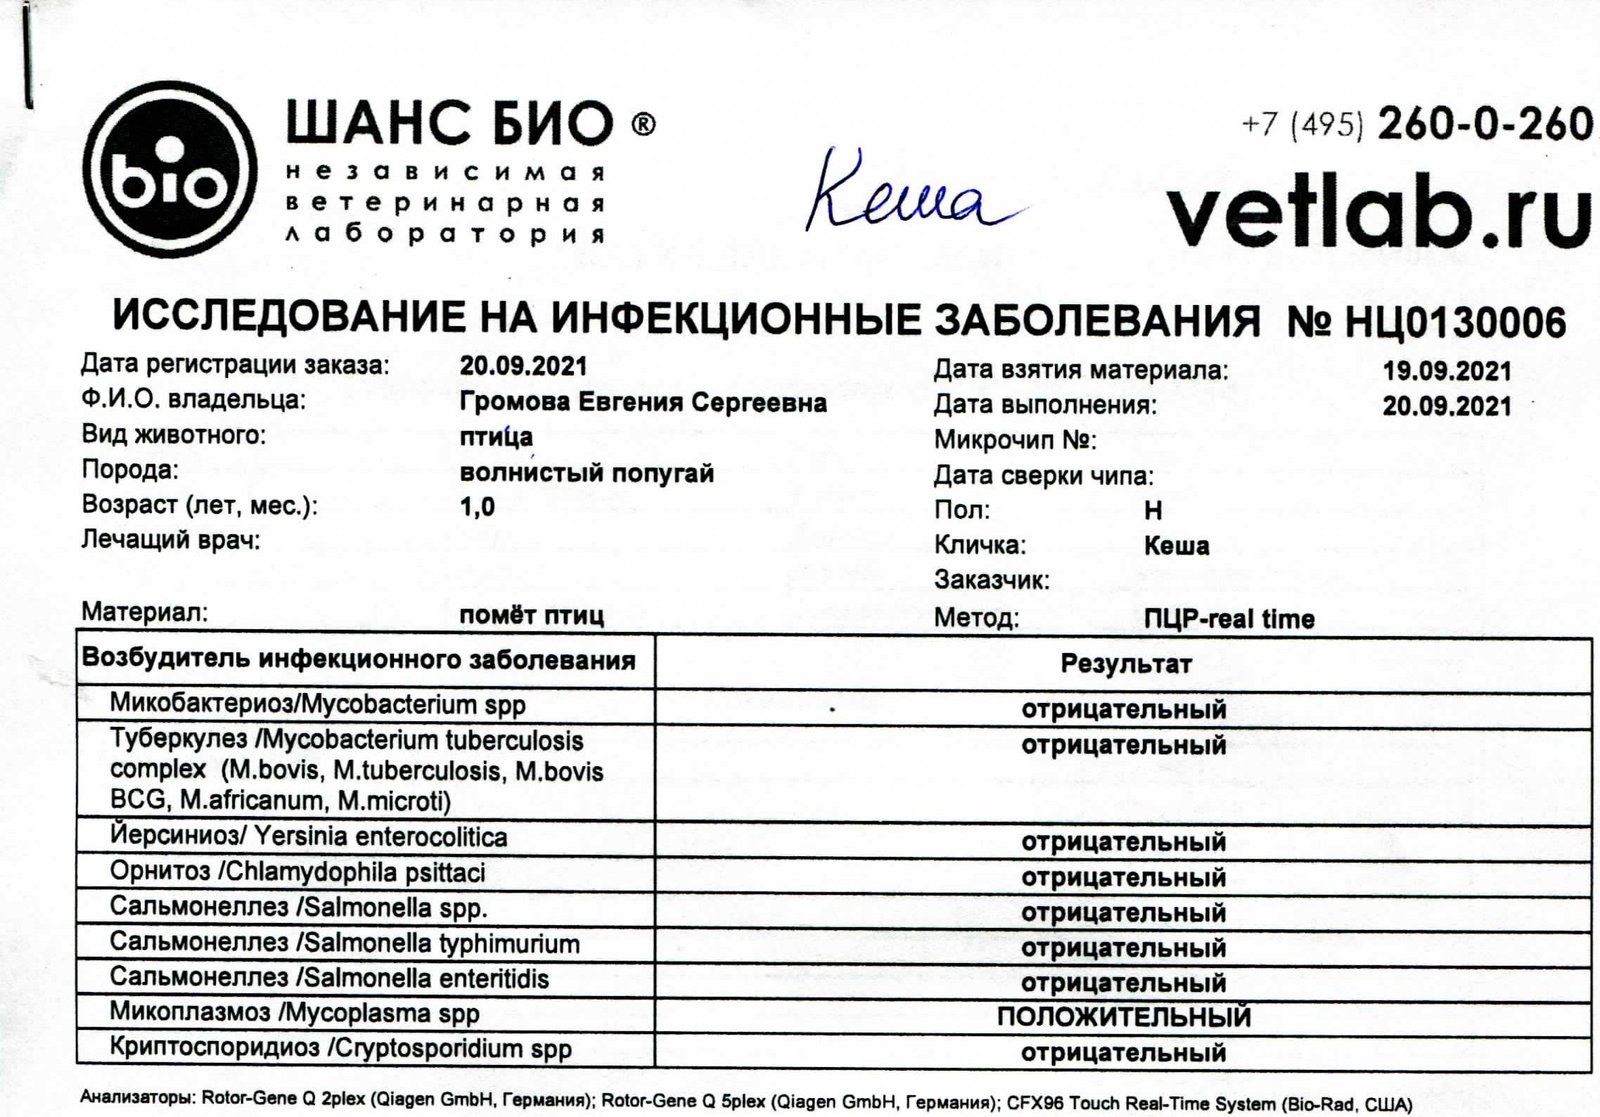 bio
ШАНС БИО ®
независимая
ветеринарная
лаборатория
Кеша
+7 (495) 260-0-260
vetlab.ru
ИССЛЕДОВАНИЕ НА ИНФЕКЦИОННЫЕ ЗАБОЛЕВАНИЯ № НЦ0130006
Дата регистрации заказа: 20.09.2021
Ф.И.О. владельца: Громова Евгения Сергеевна
Вид животного: птица
Порода: волнистый попугай
Возраст (лет, мес.): 1,0
Лечащий врач:
Дата взятия материала: 19.09.2021
Дата выполнения: 20.09.2021
Микрочип №:
Дата сверки чипа:
Пол: Н
Кличка: Кеша
Заказчик:
Материал: помёт птиц
Метод: ПЦР-real time
Возбудитель инфекционного заболевания Результат
Микобактериоз/Mycobacterium spp отрицательный
Туберкулез /Mycobacterium tuberculosis отрицательный
complex (M.bovis, M.tuberculosis, M.bovis
BCG, M.africanum, M.microti)
Йерсиниоз/ Yersinia enterocolitica отрицательный
Орнитоз /Chlamydophila psittaci отрицательный
Сальмонеллез /Salmonella spp. отрицательный
Сальмонеллез /Salmonella typhimurium отрицательный
Сальмонеллез /Salmonella enteritidis отрицательный
Микоплазмоз /Mycoplasma spp ПОЛОЖИТЕЛЬНЫЙ
Криптоспоридиоз /Cryptosporidium spp отрицательный
Анализаторы: Rotor-Gene Q 2plex (Qiagen GmbH, Германия); Rotor-Gene Q 5plex (Qiagen GmbH, Германия); CFX96 Touch Real-Time System (Bio-Rad, США)